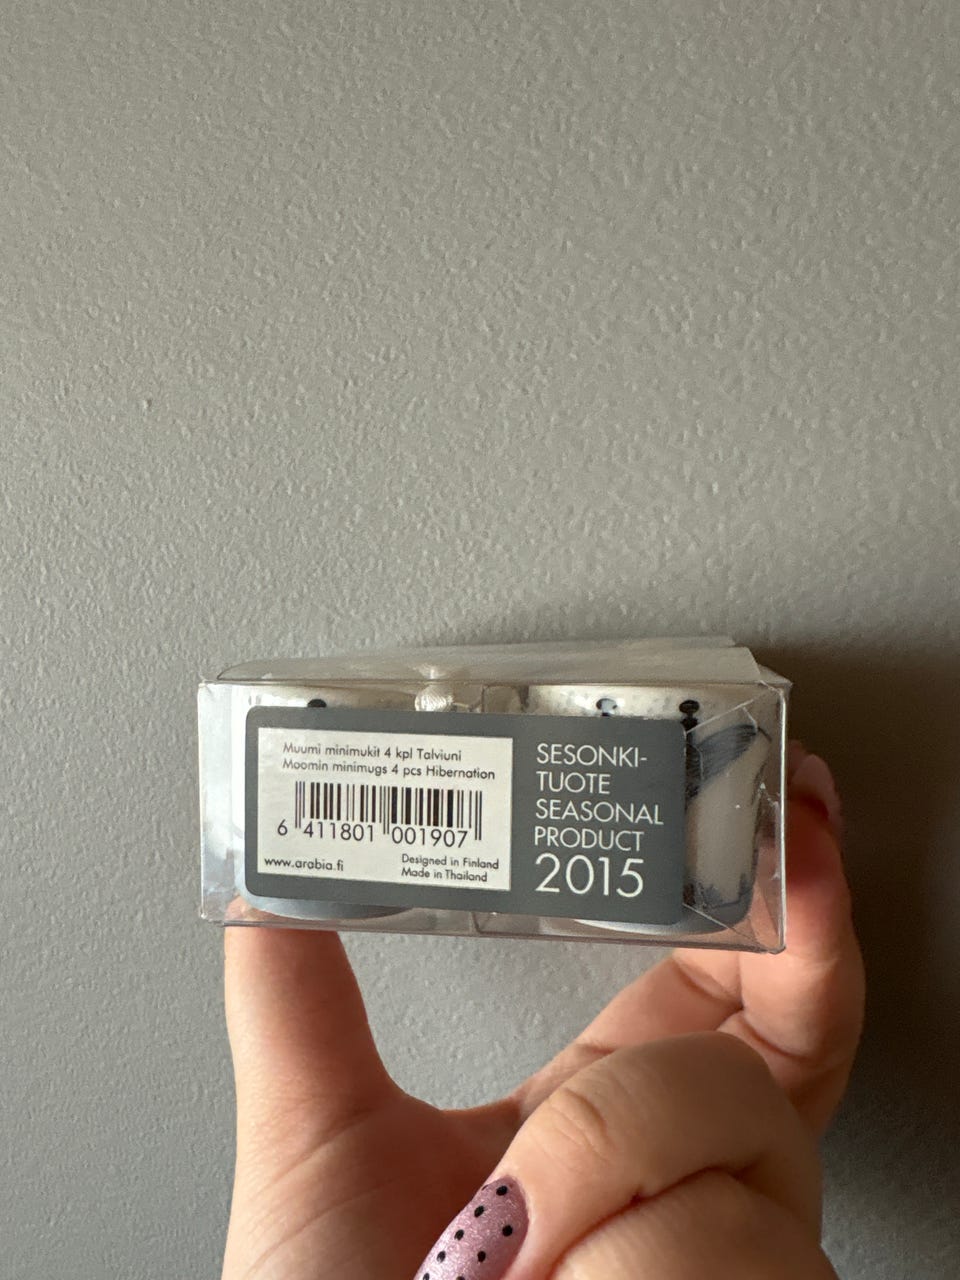 Muumi minimukit 4 kpl Talviuni
Moomin minimugs 4 pcs Hibernation
6 411801 001907
www.arabia.fi
Designed in Finland
Made in Thailand
SESONKI-
TUOTE
SEASONAL
PRODUCT
2015